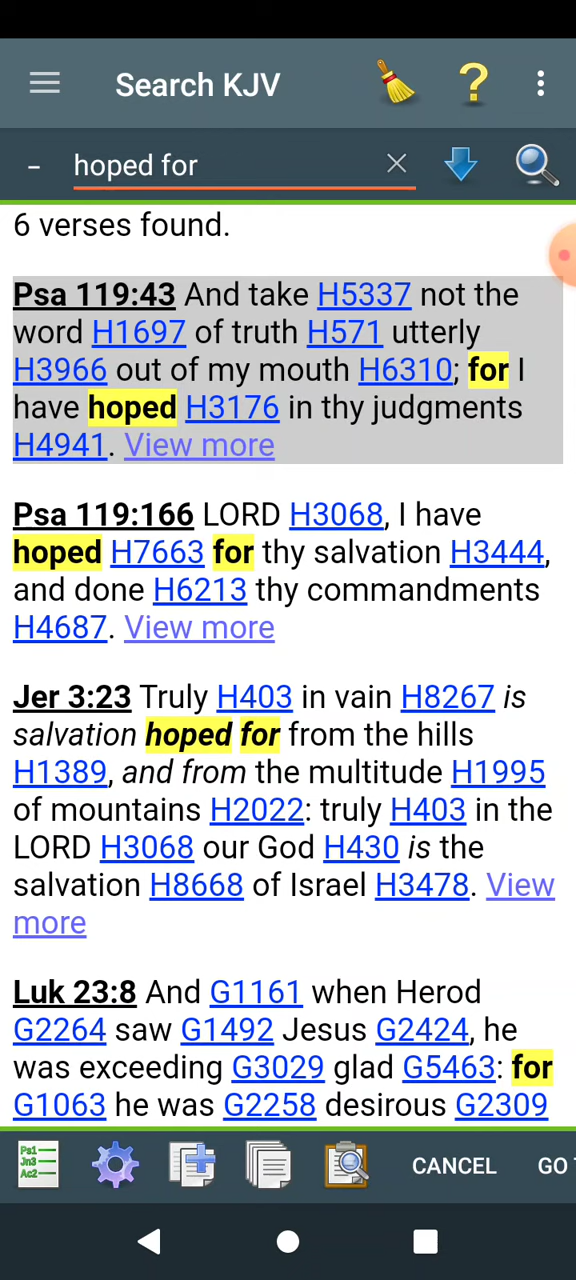 Search KJV
?
- hoped for
6 verses found.
Psa 119:43 And take H5337 not the
word H1697 of truth H571 utterly
H3966 out of my mouth H6310; for I
have hoped H3176 in thy judgments
H4941. View more
Psa 119:166 LORD H3068, I have
hoped H7663 for thy salvation H3444,
and done H6213 thy commandments
H4687. View more
Jer 3:23 Truly H403 in vain H8267 is
salvation hoped for from the hills
H1389, and from the multitude H1995
of mountains H2022: truly H403 in the
LORD H3068 our God H430 is the
salvation H8668 of Israel H3478. View
more
Luk 23:8 And G1161 when Herod
G2264 saw G1492 Jesus G2424, he
was exceeding G3029 glad G5463: for
G1063 he was G2258 desirous G2309
Ps1
Jn3
Ac2
CANCEL
GO